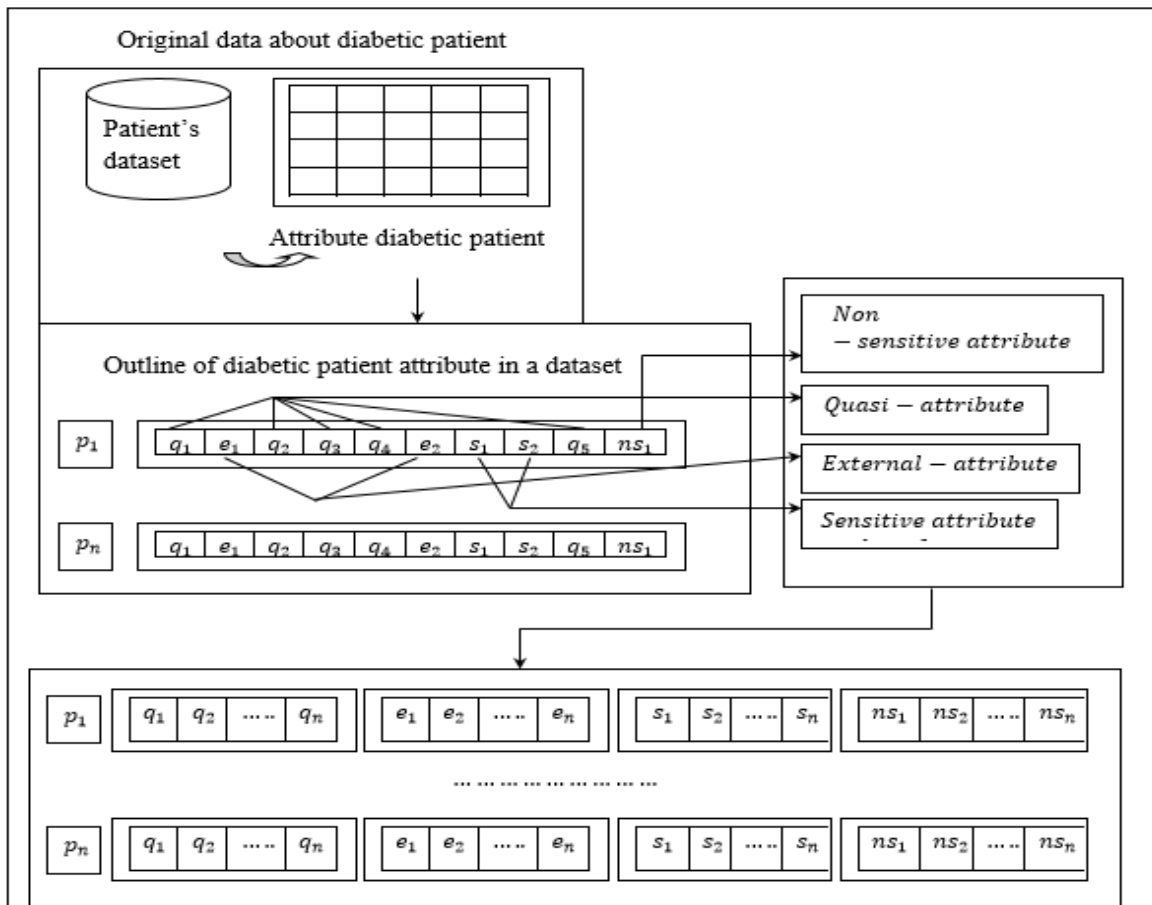 Original data about diabetic patient
Patient's
dataset
Attribute diabetic patient
Outline of diabetic patient attribute in a dataset
p₁ q₁ e₁ q₂ q₃ q₄ e₂ s₁ s₂ q₅ ns₁
pₙ q₁ e₁ q₂ q₃ q₄ e₂ s₁ s₂ q₅ ns₁
Non
− sensitive attribute
Quasi − attribute
External − attribute
Sensitive attribute
p₁ q₁ q₂ ..... qₙ e₁ e₂ ..... eₙ s₁ s₂ ..... sₙ ns₁ ns₂ ..... nsₙ
... ... ... ... ... ... ... ... ...
pₙ q₁ q₂ ..... qₙ e₁ e₂ ..... eₙ s₁ s₂ ..... sₙ ns₁ ns₂ ..... nsₙ